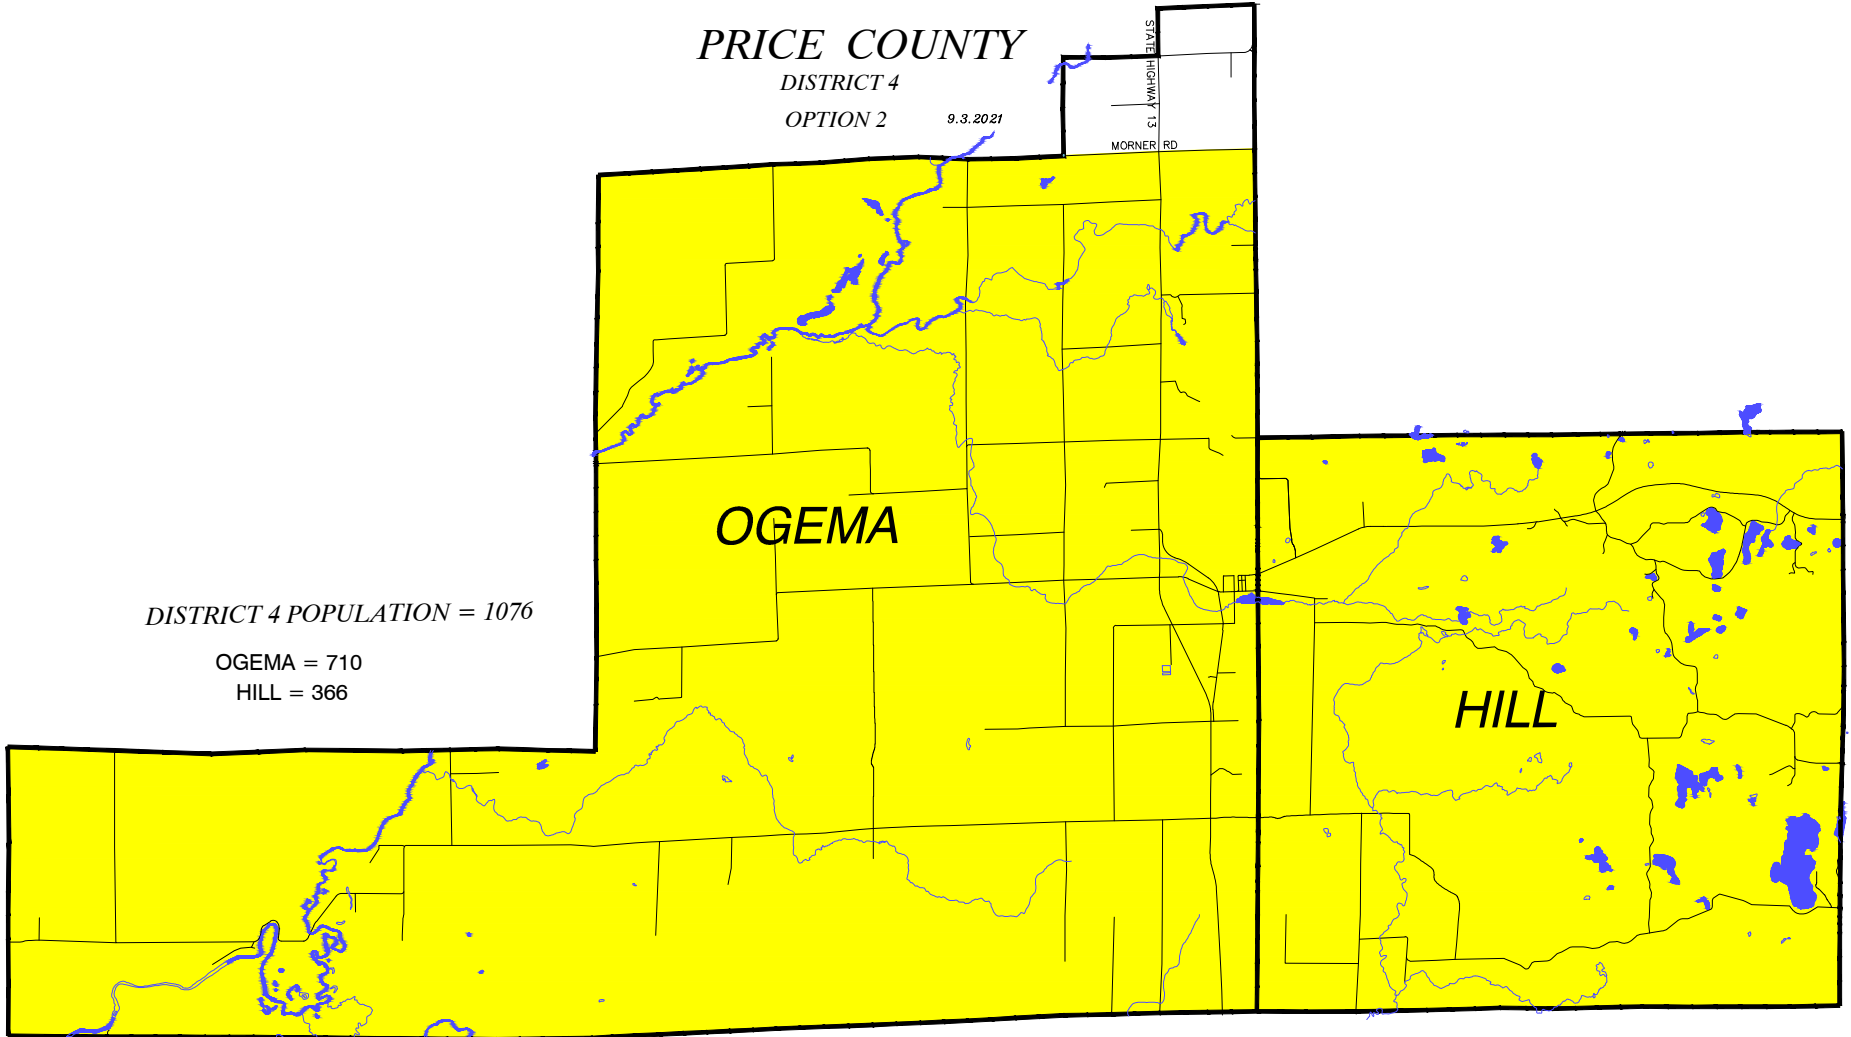 PRICE COUNTY
DISTRICT 4
OPTION 2
9.3.2021
STATE HIGHWAY 13
MORNER RD
OGEMA
DISTRICT 4 POPULATION = 1076
OGEMA = 710
HILL = 366
HILL